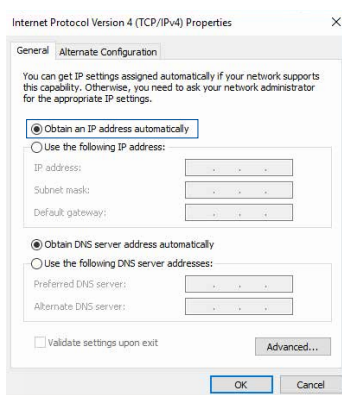 Internet Protocol Version 4 (TCP/IPv4) Properties
General Alternate Configuration
You can get IP settings assigned automatically if your network supports
this capability. Otherwise, you need to ask your network administrator
for the appropriate IP settings.
Obtain an IP address automatically
Use the following IP address:
IP address:
Subnet mask:
Default gateway:
Obtain DNS server address automatically
Use the following DNS server addresses:
Preferred DNS server:
Alternate DNS server:
Validate settings upon exit
Advanced...
OK Cancel